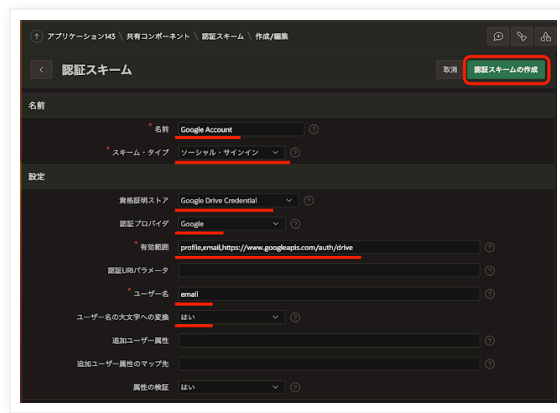 アプリケーション143 \ 共有コンポーネント \ 認証スキーム \ 作成/編集
認証スキーム
取消
認証スキームの作成
名前
* 名前 Google Account
* スキーム・タイプ ソーシャル・サインイン
設定
資格証明ストア Google Drive Credential
認証プロバイダ Google
* 有効範囲 profile,email,https://www.googleapis.com/auth/drive
認証URIパラメータ
* ユーザー名 email
ユーザー名の大文字への変換 はい
追加ユーザー属性
追加ユーザー属性のマップ先
属性の検証 はい